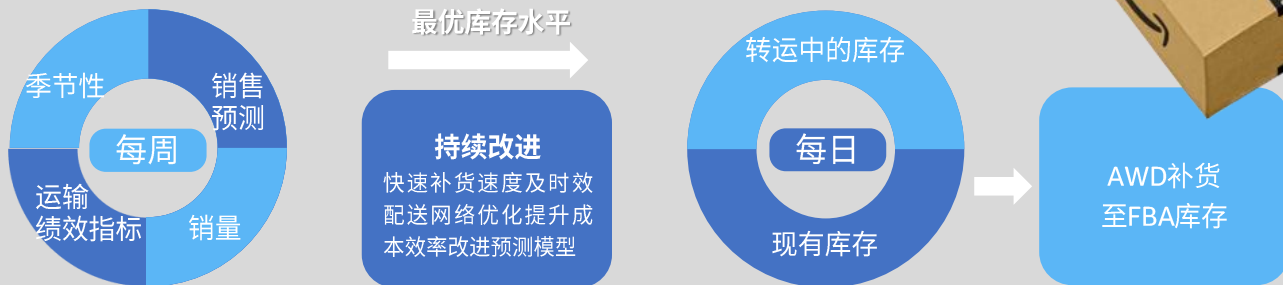 季节性
销售
预测
每周
运输
绩效指标
销量
最优库存水平
持续改进
快速补货速度及时效
配送网络优化提升成
本效率改进预测模型
转运中的库存
每日
现有库存
AWD补货
至FBA库存